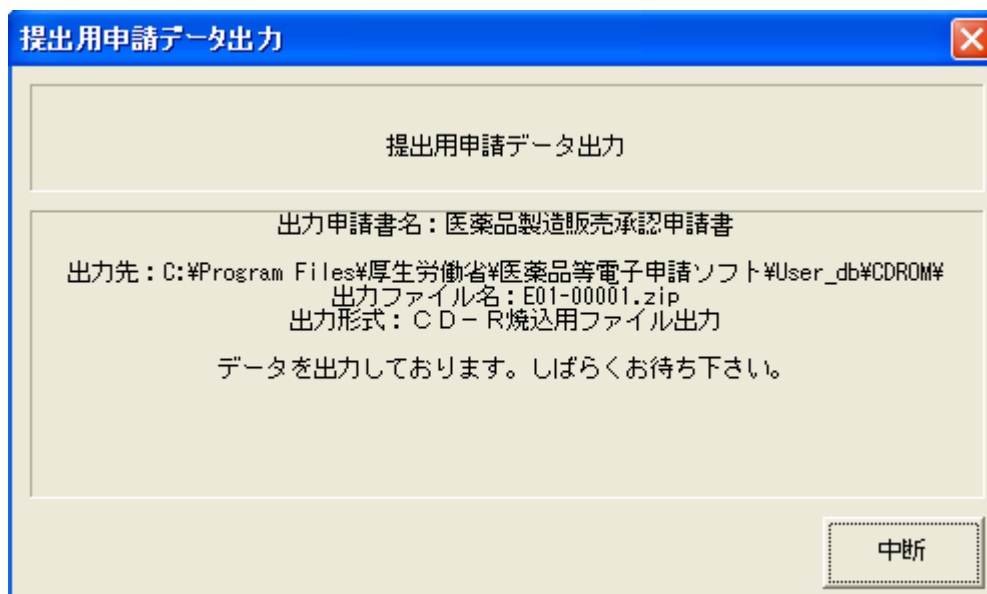 提出用申請データ出力
提出用申請データ出力
出力申請書名：医薬品製造販売承認申請書
出力先：C:¥Program Files¥厚生労働省¥医薬品等電子申請ソフト¥User_db¥CDROM¥
出力ファイル名：E01-00001.zip
出力形式：ＣＤ－Ｒ焼込用ファイル出力
データを出力しております。しばらくお待ち下さい。
中断